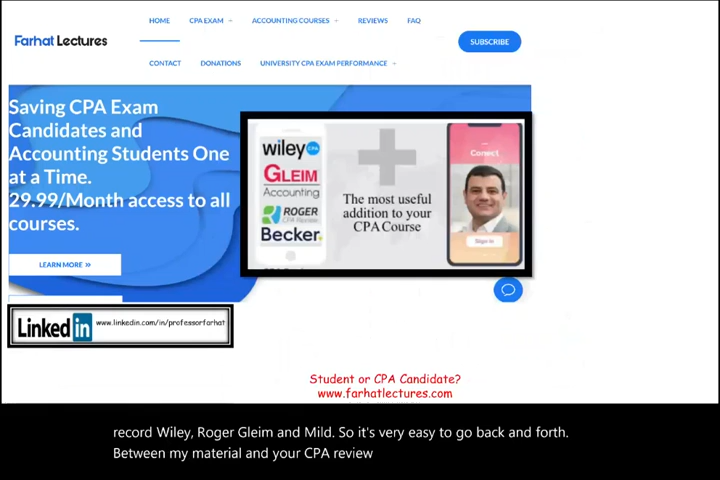 HOME CPA EXAM ACCOUNTING COURSES REVIEWS FAQ
Farhat Lectures
SUBSCRIBE
CONTACT DONATIONS UNIVERSITY CPA EXAM PERFORMANCE
Saving CPA Exam
Candidates and
Accounting Students One
at a Time.
29.99/Month access to all
courses.
LEARN MORE »
wiley CPA
GLEIM
Accounting
ROGER
CPA Review
Becker
The most useful
addition to your
CPA Course
Connect
Sign in
Linked in www.linkedin.com/in/professorfarhat
Student or CPA Candidate?
www.farhatlectures.com
record Wiley, Roger Gleim and Mild. So it's very easy to go back and forth.
Between my material and your CPA review